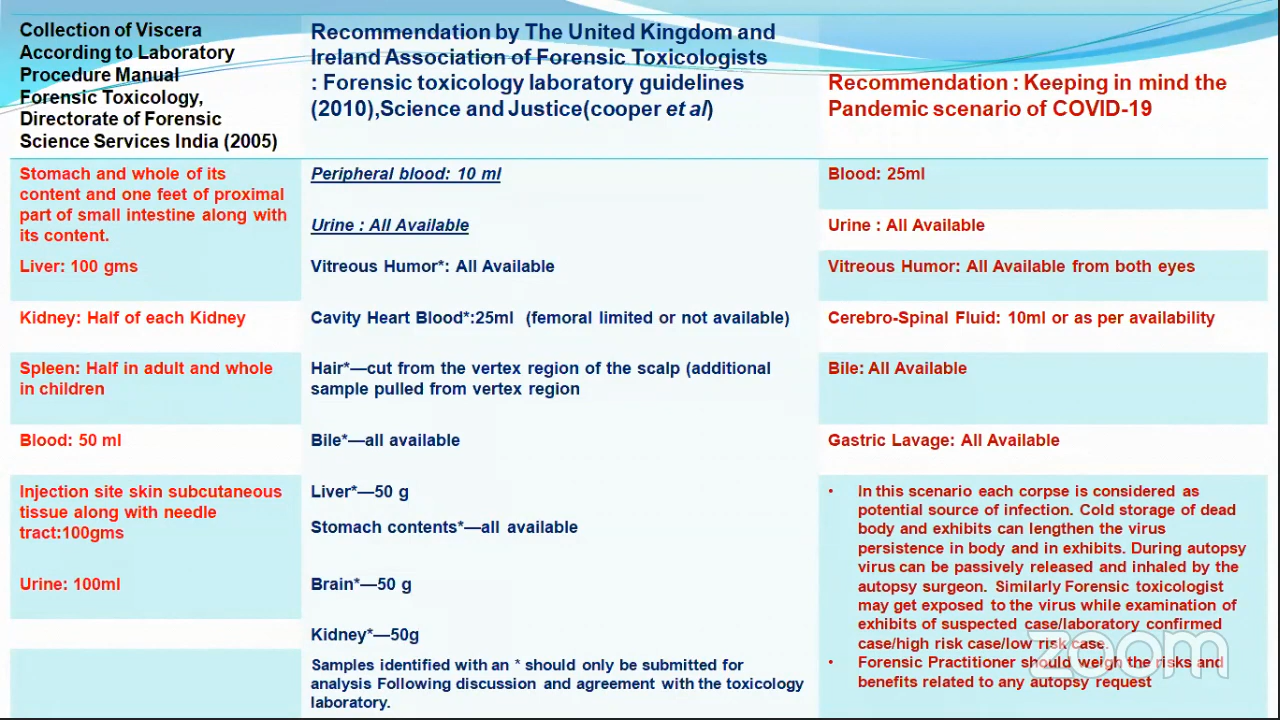 Collection of Viscera
According to Laboratory
Procedure Manual
Forensic Toxicology,
Directorate of Forensic
Science Services India (2005)
Recommendation by The United Kingdom and
Ireland Association of Forensic Toxicologists
: Forensic toxicology laboratory guidelines
(2010),Science and Justice(cooper et al)
Recommendation : Keeping in mind the
Pandemic scenario of COVID-19
Stomach and whole of its
content and one feet of proximal
part of small intestine along with
its content.
Peripheral blood: 10 ml
Blood: 25ml
Urine : All Available
Urine : All Available
Liver: 100 gms
Vitreous Humor*: All Available
Vitreous Humor: All Available from both eyes
Kidney: Half of each Kidney
Cavity Heart Blood*:25ml (femoral limited or not available)
Cerebro-Spinal Fluid: 10ml or as per availability
Spleen: Half in adult and whole
in children
Hair*—cut from the vertex region of the scalp (additional
sample pulled from vertex region
Bile: All Available
Blood: 50 ml
Bile*—all available
Gastric Lavage: All Available
Injection site skin subcutaneous
tissue along with needle
tract:100gms
Liver*—50 g
Stomach contents*—all available
Urine: 100ml
Brain*—50 g
Kidney*—50g
Samples identified with an * should only be submitted for
analysis Following discussion and agreement with the toxicology
laboratory.
• In this scenario each corpse is considered as
potential source of infection. Cold storage of dead
body and exhibits can lengthen the virus
persistence in body and in exhibits. During autopsy
virus can be passively released and inhaled by the
autopsy surgeon. Similarly Forensic toxicologist
may get exposed to the virus while examination of
exhibits of suspected case/laboratory confirmed
case/high risk case/low risk case.
• Forensic Practitioner should weigh the risks and
benefits related to any autopsy request
zoom